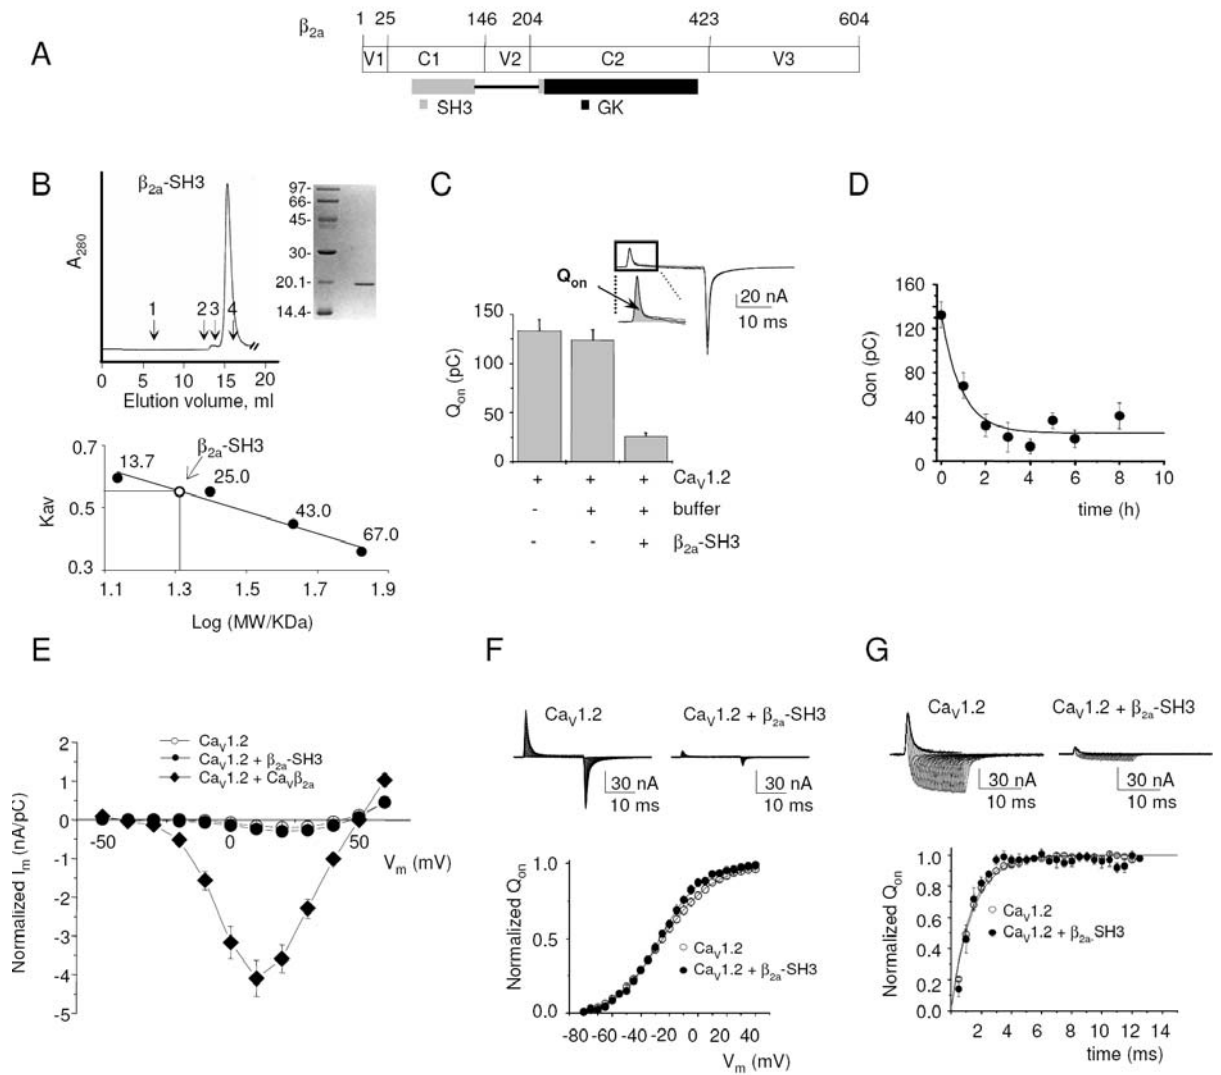 A
β2a
1 25 146 204 423 604
V1 C1 V2 C2 V3
SH3 GK
B
β2a-SH3
A280
1 2 3 4
0 5 10 15 20
Elution volume, ml
97-
66-
45-
30-
20.1-
14.4-
0.7
0.5
0.3
Kav
β2a-SH3
13.7 25.0 43.0 67.0
1.1 1.3 1.5 1.7 1.9
Log (MW/KDa)
C
Qon
20 nA
10 ms
150
100
50
0
Qon (pC)
+ + + CaV1.2
- + + buffer
- - + β2a-SH3
D
160
120
80
40
0
Qon (pC)
0 2 4 6 8 10
time (h)
E
CaV1.2
CaV1.2 + β2a-SH3
CaV1.2 + CaVβ2a
2
1
0
-1
-2
-3
-4
-5
Normalized Im (nA/pC)
-50 0 50
Vm (mV)
F
CaV1.2 CaV1.2 + β2a-SH3
30 nA
10 ms
30 nA
10 ms
1.0
0.5
0.0
Normalized Qon
CaV1.2
CaV1.2 + β2a-SH3
-80 -60 -40 -20 0 20 40
Vm (mV)
G
CaV1.2 CaV1.2 + β2a-SH3
30 nA
10 ms
30 nA
10 ms
1.0
0.8
0.6
0.4
0.2
0.0
Normalized Qon
CaV1.2
CaV1.2 + β2a-SH3
2 4 6 8 10 12 14
time (ms)